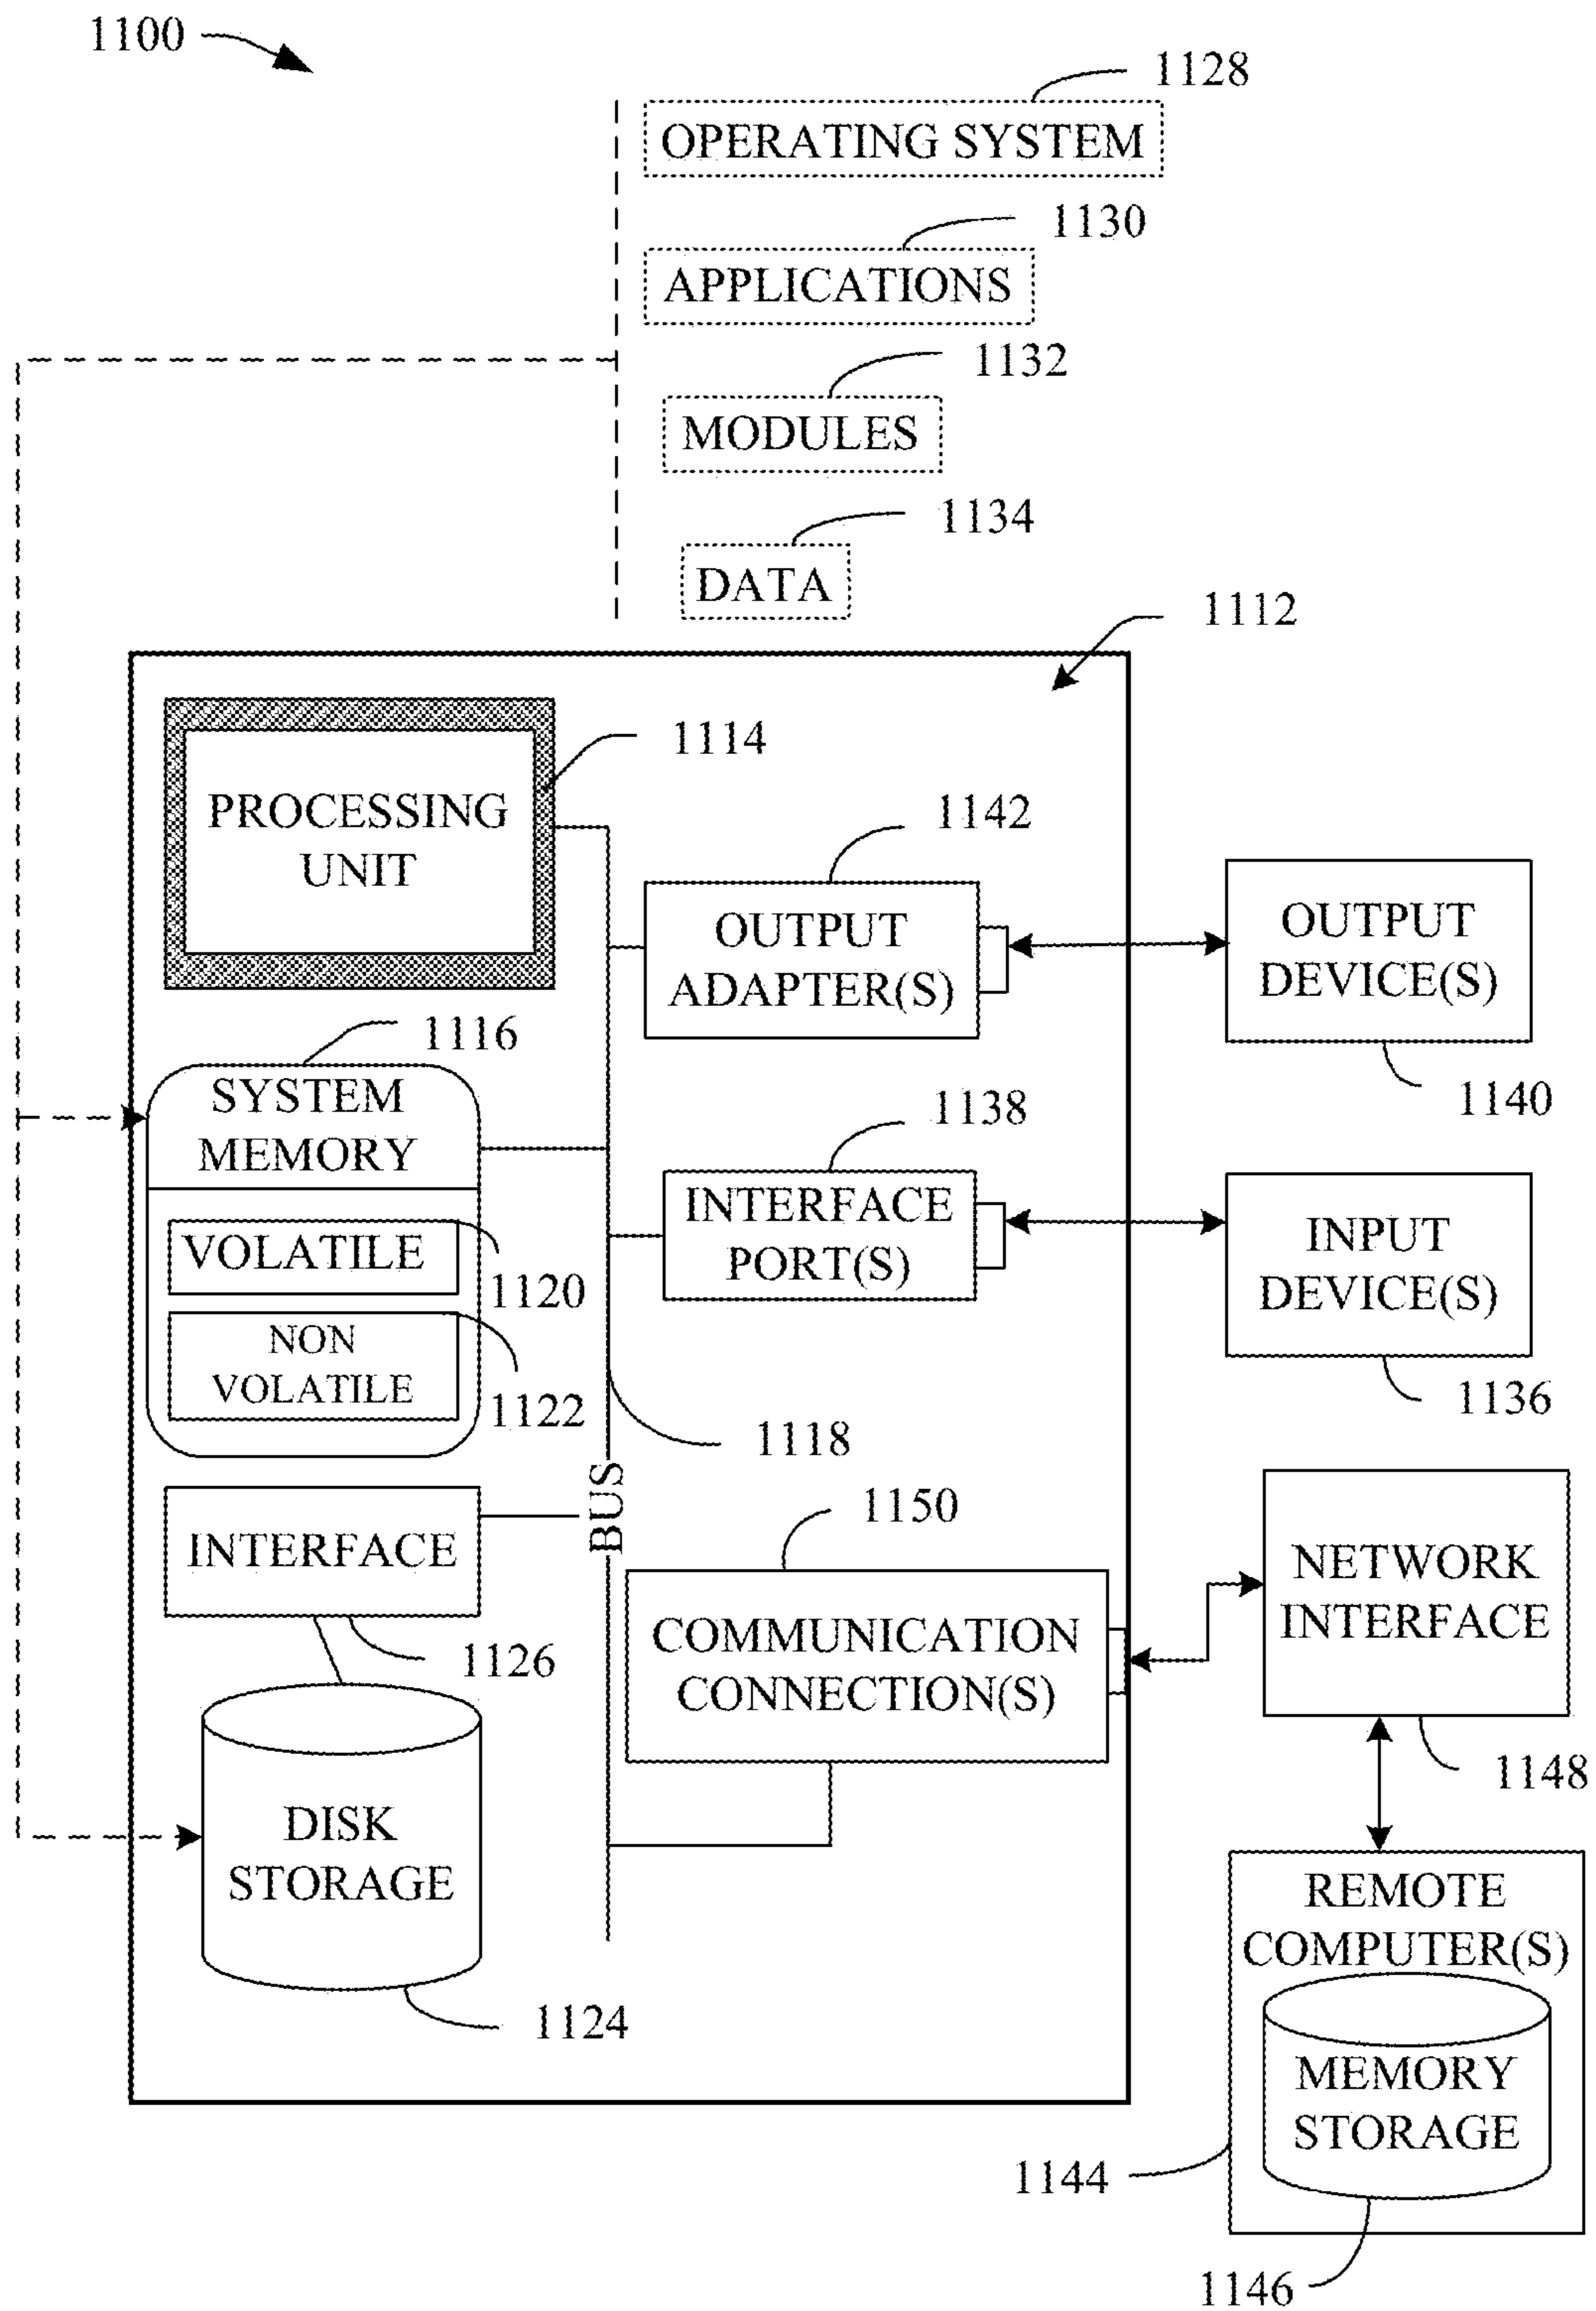 1100
1128
OPERATING SYSTEM
1130
APPLICATIONS
1132
MODULES
1134
DATA
1112
PROCESSING
UNIT
1114
1142
OUTPUT
ADAPTER(S)
OUTPUT
DEVICE(S)
1140
1116
SYSTEM
MEMORY
VOLATILE
1120
NON
VOLATILE
1122
1138
INTERFACE
PORT(S)
INPUT
DEVICE(S)
1136
1118
BUS
INTERFACE
1126
1150
COMMUNICATION
CONNECTION(S)
NETWORK
INTERFACE
1148
DISK
STORAGE
1124
REMOTE
COMPUTER(S)
MEMORY
STORAGE
1144
1146